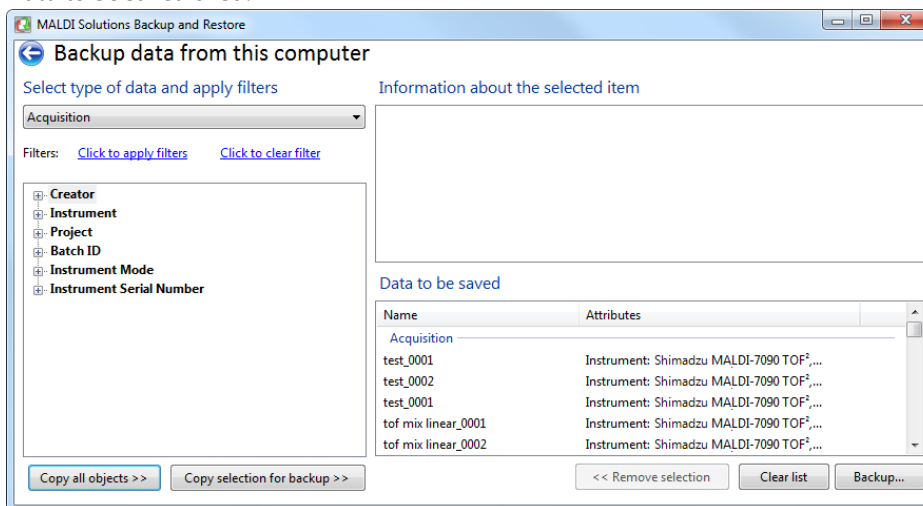 MALDI Solutions Backup and Restore
Backup data from this computer
Select type of data and apply filters
Acquisition
Filters: Click to apply filters Click to clear filter
Creator
Instrument
Project
Batch ID
Instrument Mode
Instrument Serial Number
Copy all objects >> Copy selection for backup >>
Information about the selected item
Data to be saved
Name Attributes
Acquisition
test_0001 Instrument: Shimadzu MALDI-7090 TOF²,...
test_0002 Instrument: Shimadzu MALDI-7090 TOF²,...
test_0001 Instrument: Shimadzu MALDI-7090 TOF²,...
tof mix linear_0001 Instrument: Shimadzu MALDI-7090 TOF²,...
tof mix linear_0002 Instrument: Shimadzu MALDI-7090 TOF²,...
<< Remove selection Clear list Backup...